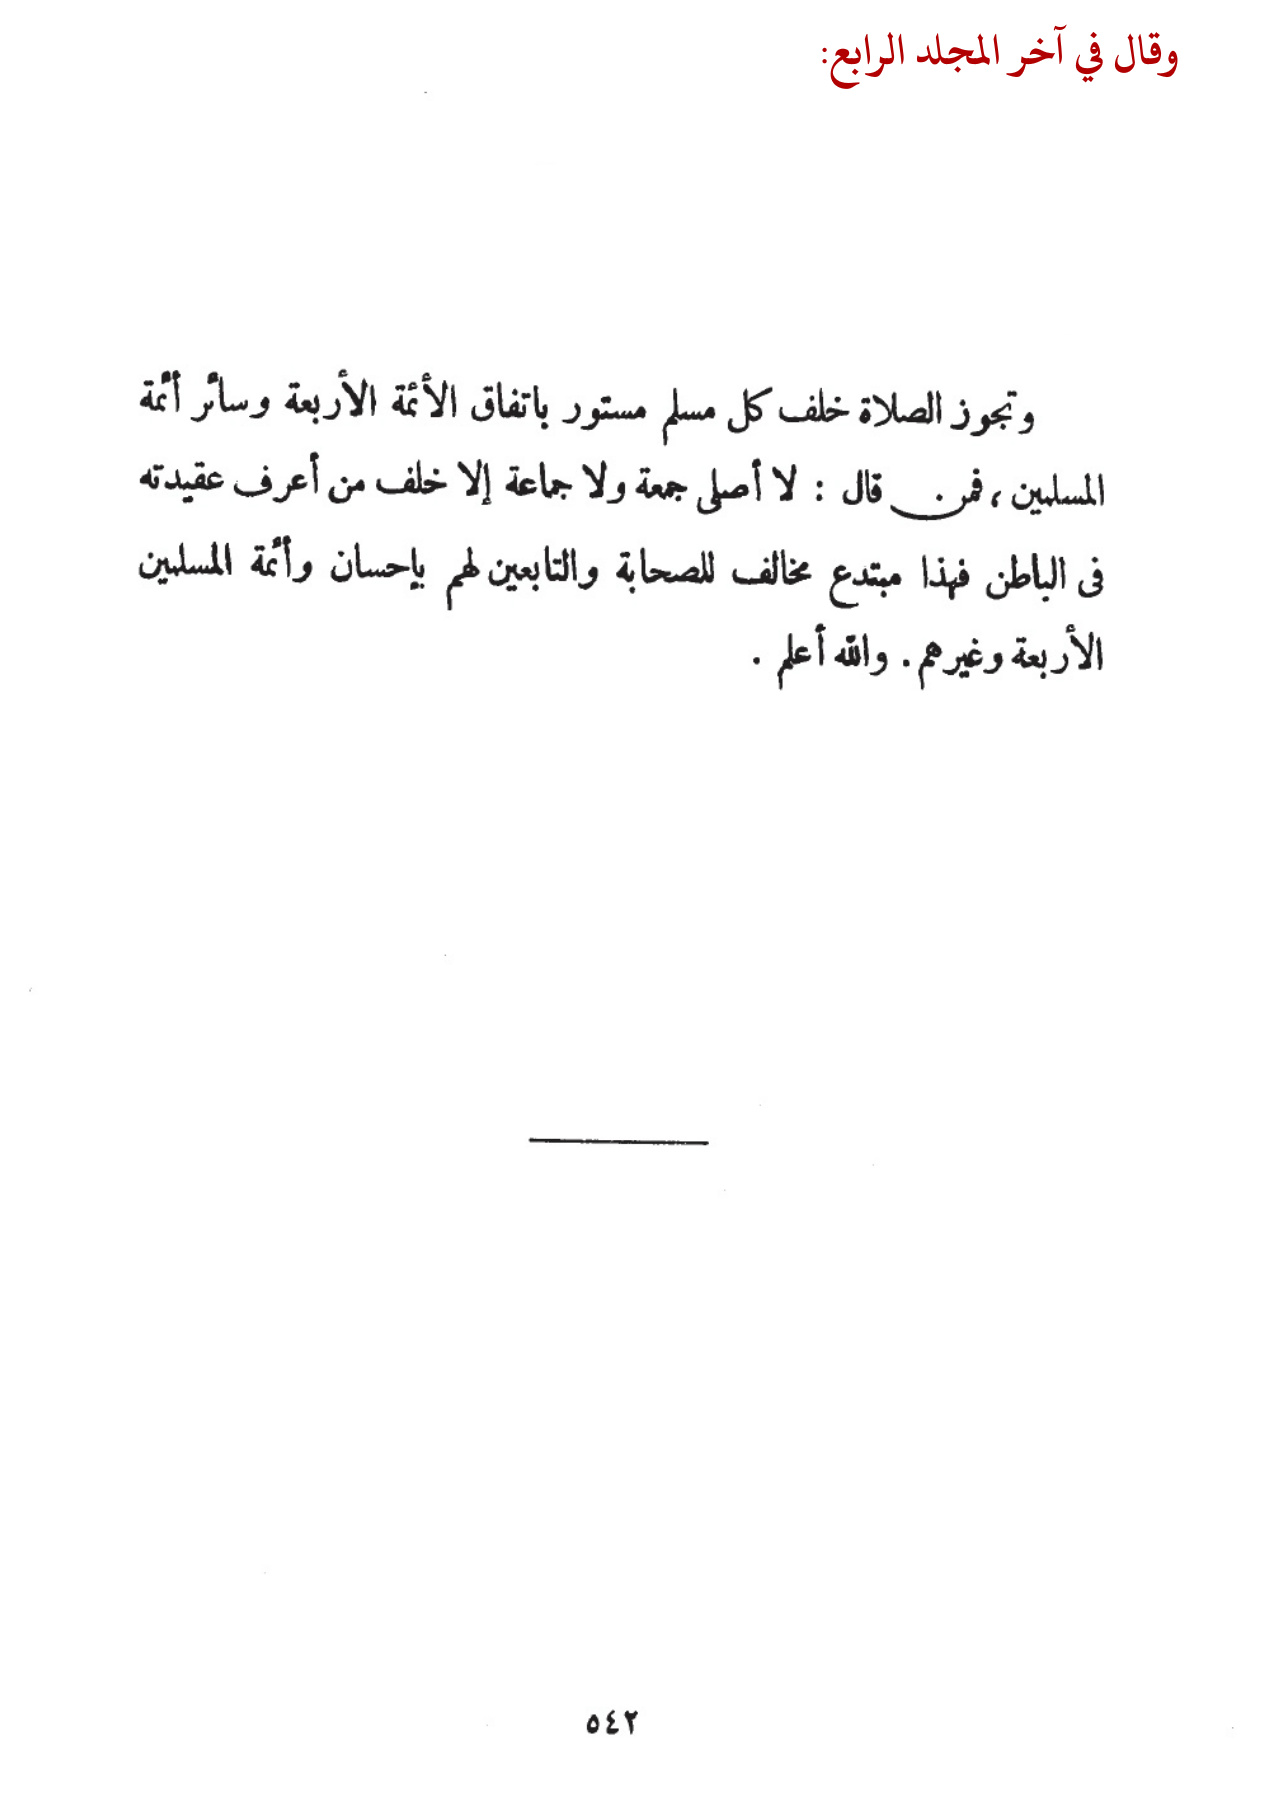 وقال في آخر المجلد الرابع:
وتجوز الصلاة خلف كل مسلم مستور باتفاق الأئمة الأربعة وسائر أئمة
المسلمين ، فمن قال : لا أصلى جمعة ولا جماعة إلا خلف من أعرف عقيدته
فى الباطن فهذا مبتدع مخالف للصحابة والتابعين لهم بإحسان وأئمة المسلمين
الأربعة وغيرهم . والله أعلم .
٥٤٢